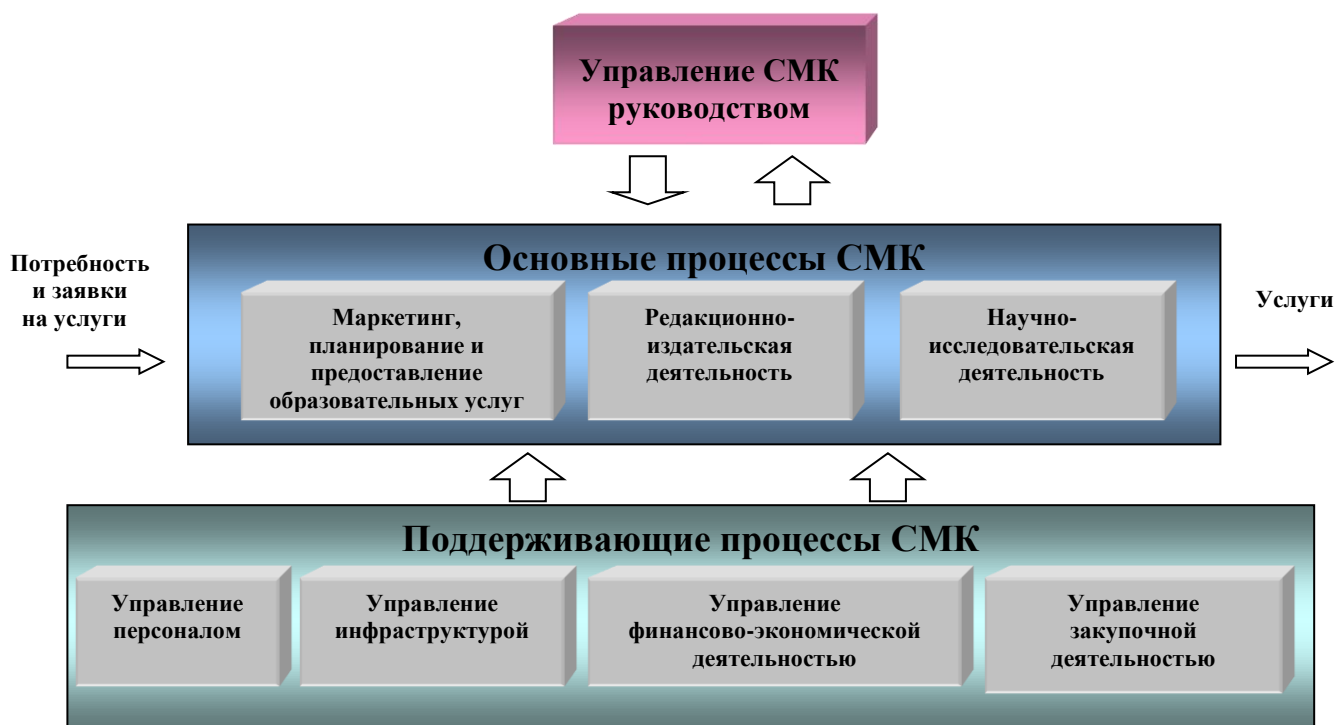 Управление СМК
руководством
Потребность
и заявки
на услуги
Основные процессы СМК
Маркетинг,
планирование и
предоставление
образовательных услуг
Редакционно-
издательская
деятельность
Научно-
исследовательская
деятельность
Услуги
Поддерживающие процессы СМК
Управление
персоналом
Управление
инфраструктурой
Управление
финансово-экономической
деятельностью
Управление
закупочной
деятельностью